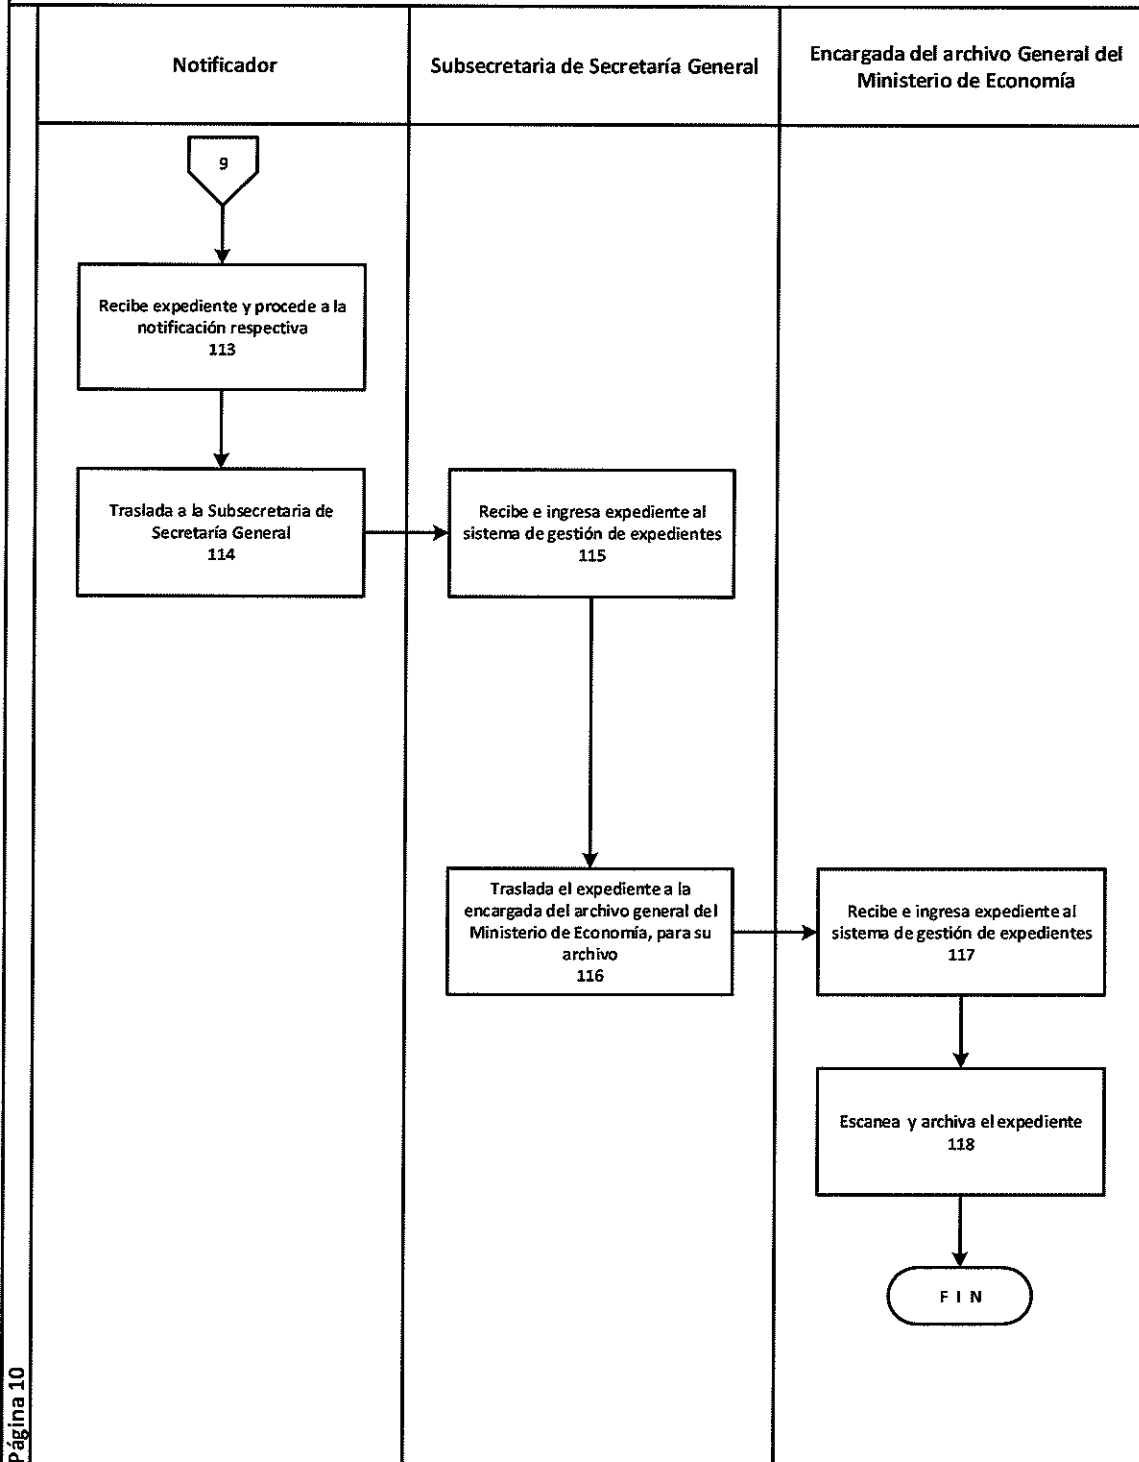 Notificador
Subsecretaria de Secretaría General
Encargada del archivo General del
Ministerio de Economía
9
Recibe expediente y procede a la
notificación respectiva
113
Traslada a la Subsecretaria de
Secretaría General
114
Recibe e ingresa expediente al
sistema de gestión de expedientes
115
Traslada el expediente a la
encargada del archivo general del
Ministerio de Economía, para su
archivo
116
Recibe e ingresa expediente al
sistema de gestión de expedientes
117
Escanea y archiva el expediente
118
F I N
Página 10